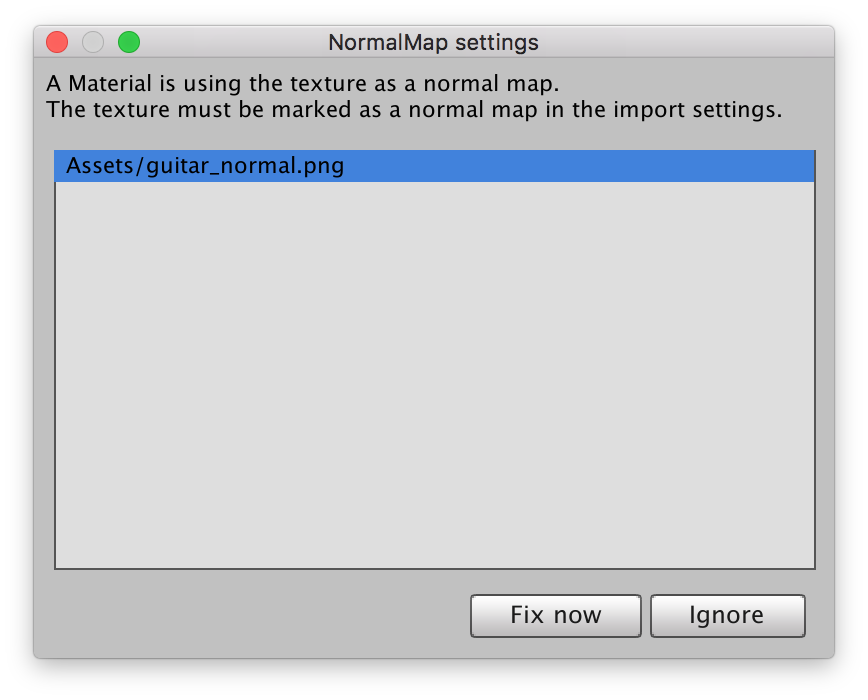 NormalMap settings
A Material is using the texture as a normal map.
The texture must be marked as a normal map in the import settings.
Assets/guitar_normal.png
Fix now
Ignore